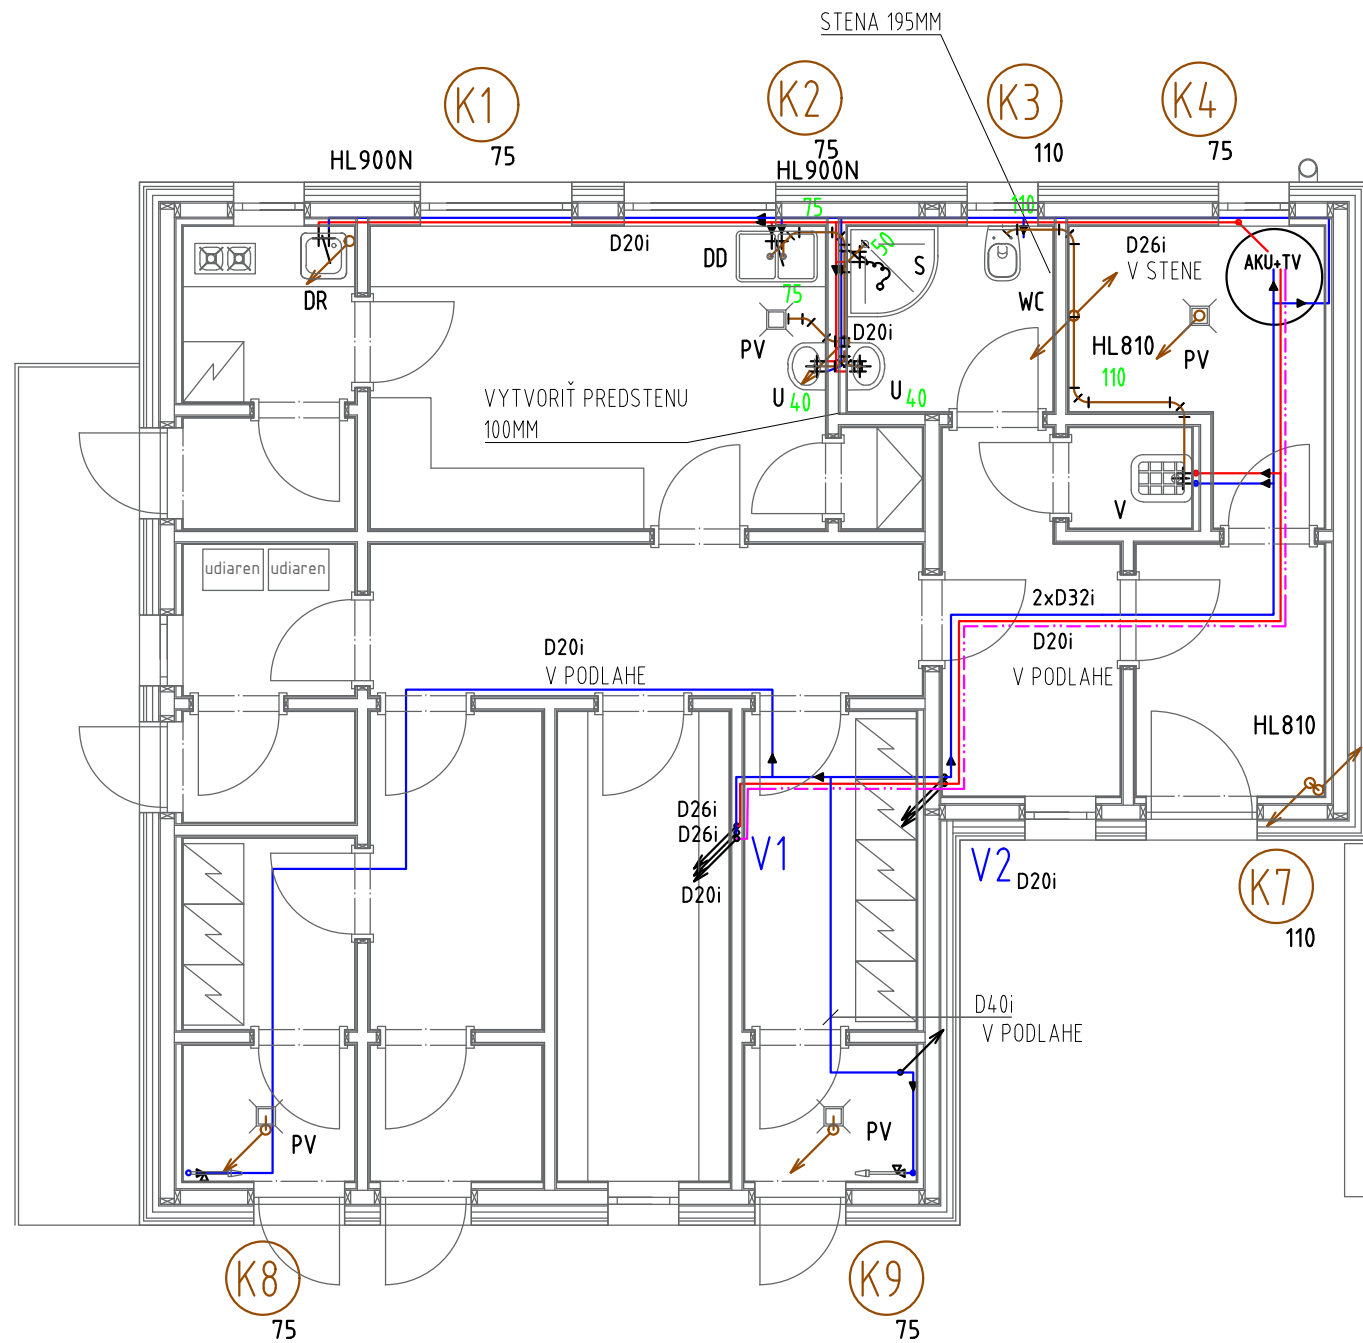 STENA 195MM
K1
K2
K3
K4
75
75
110
75
HL900N
HL900N
75
110
D20i
DD
50
S
D26i
V STENE
AKU+TV
DR
75
WC
PV
D20i
HL810
PV
110
VYTVORIŤ PREDSTENU
100MM
U
40
U
40
V
udiaren
udiaren
2xD32i
D20i
V PODLAHE
D20i
V PODLAHE
HL810
D26i
D26i
V1
D20i
V2
D20i
K7
110
D40i
V PODLAHE
PV
PV
K8
75
K9
75